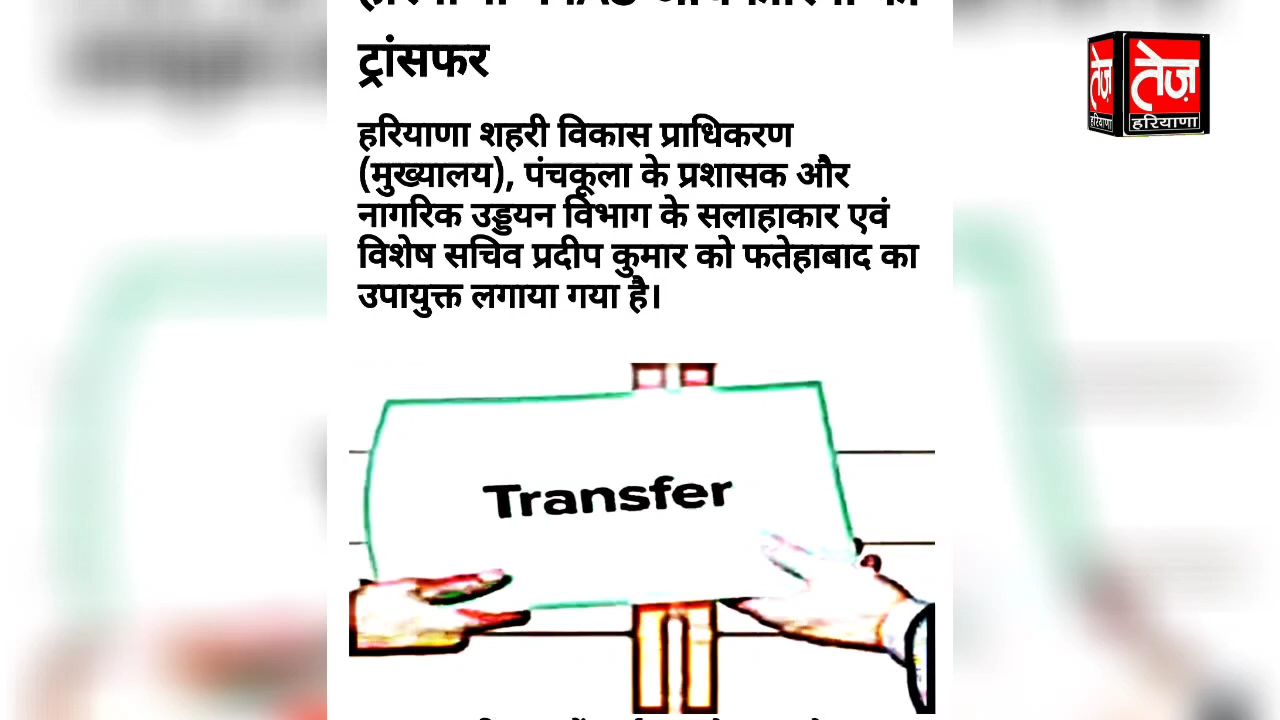 ट्रांसफर
हरियाणा शहरी विकास प्राधिकरण
(मुख्यालय), पंचकूला के प्रशासक और
नागरिक उड्डयन विभाग के सलाहाकार एवं
विशेष सचिव प्रदीप कुमार को फतेहाबाद का
उपायुक्त लगाया गया है।
Transfer
तेज़
हरियाणा
तेज़
हरियाणा